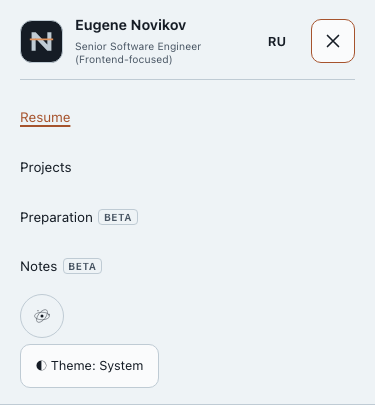 N
Eugene Novikov
Senior Software Engineer
(Frontend-focused)
RU
Resume
Projects
Preparation BETA
Notes BETA
Theme: System